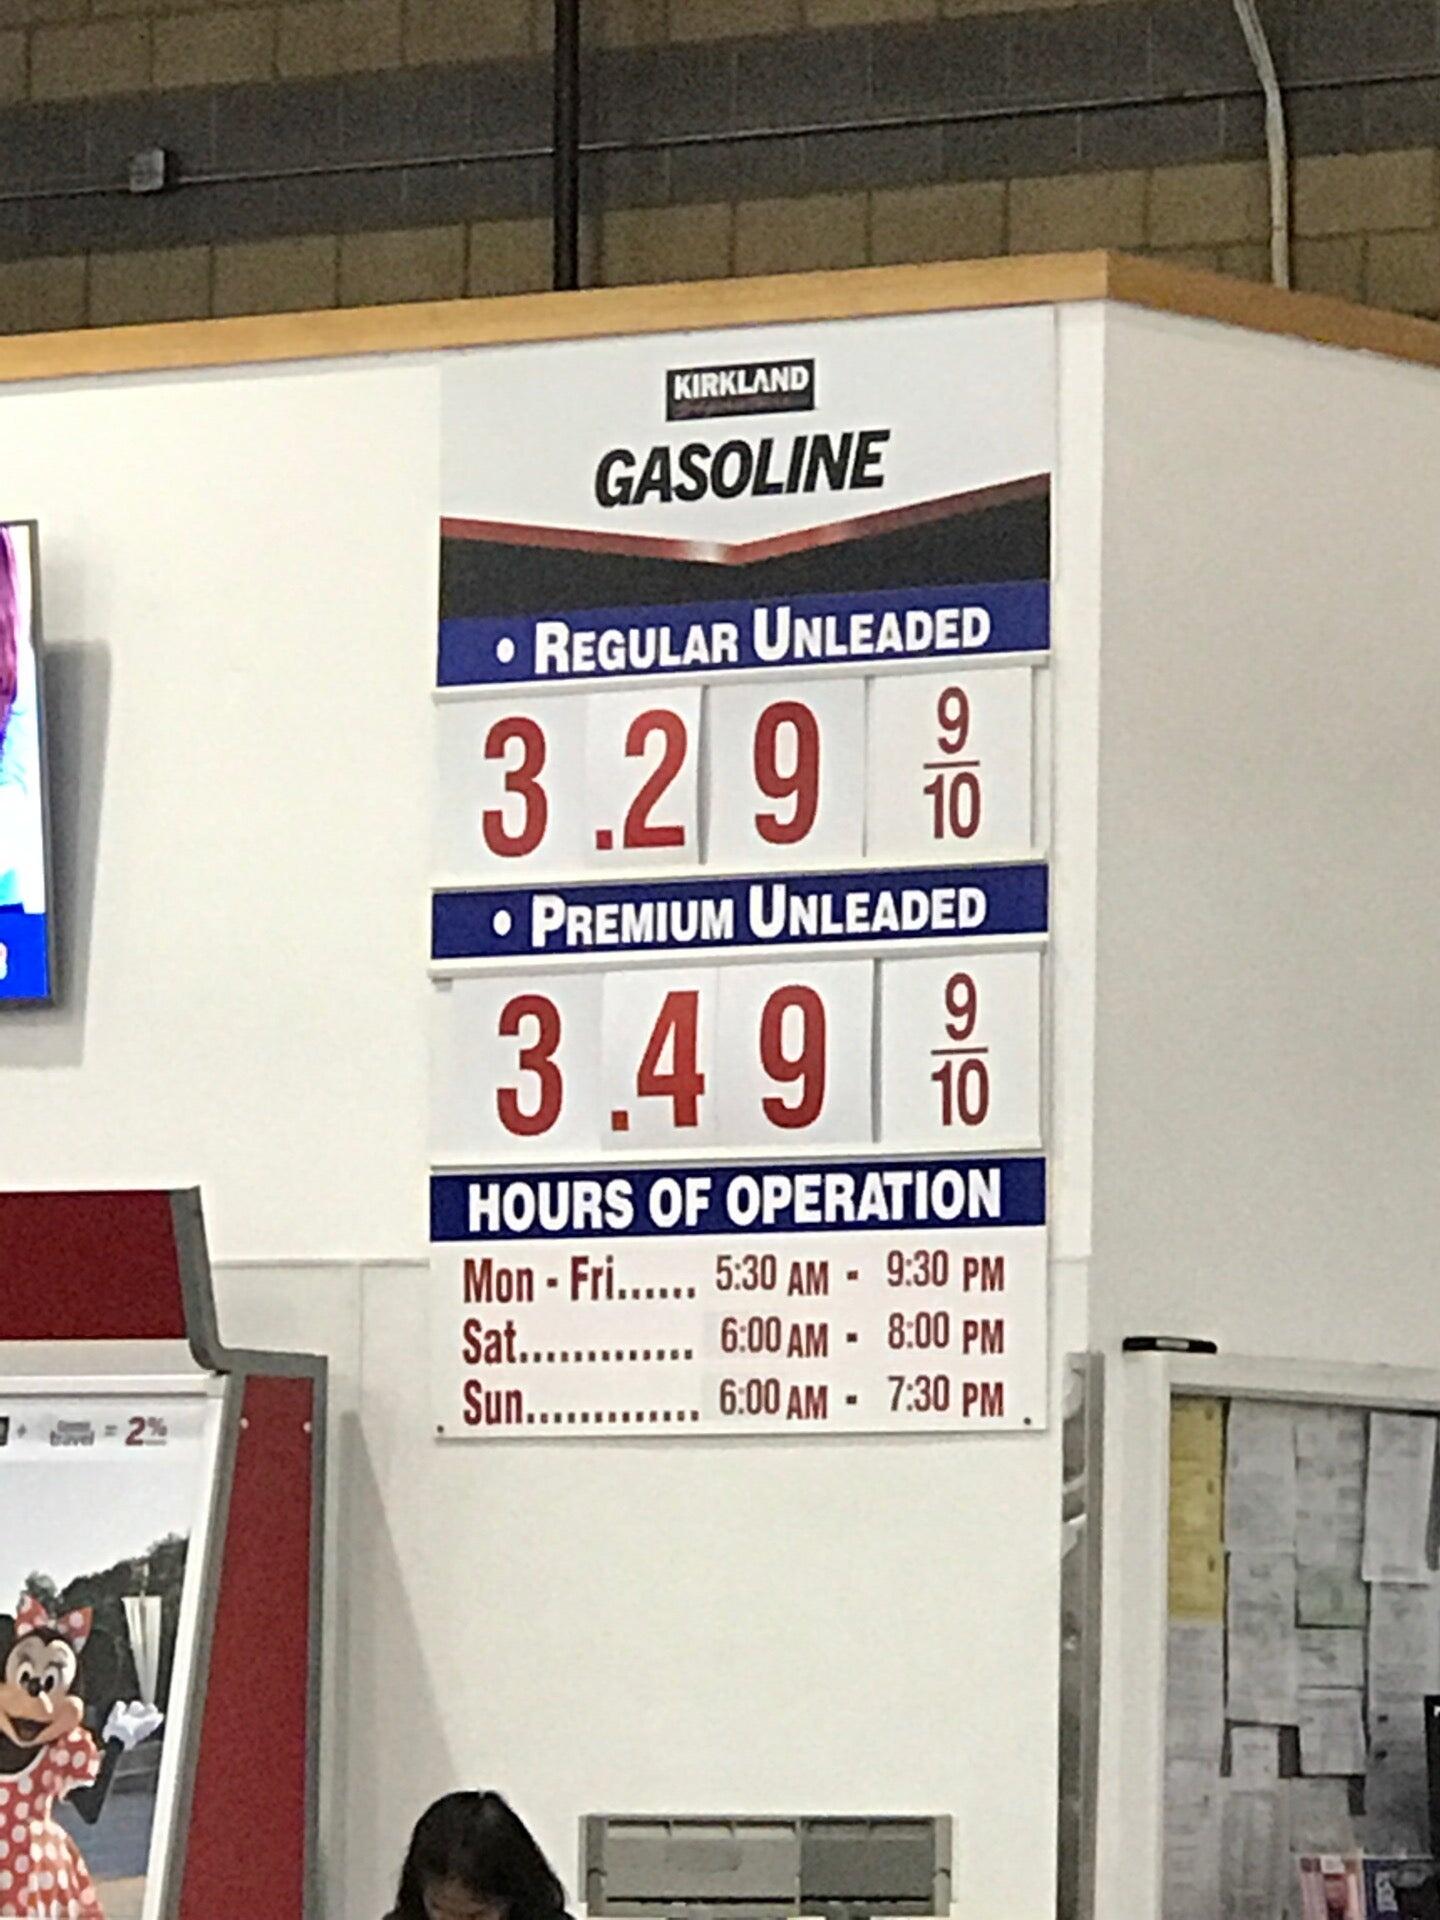 KIRKLAND
GASOLINE
• REGULAR UNLEADED
3.29 9/10
• PREMIUM UNLEADED
3.49 9/10
HOURS OF OPERATION
Mon - Fri...... 5:30 AM - 9:30 PM
Sat............. 6:00 AM - 8:00 PM
Sun............. 6:00 AM - 7:30 PM
+ travel = 2%